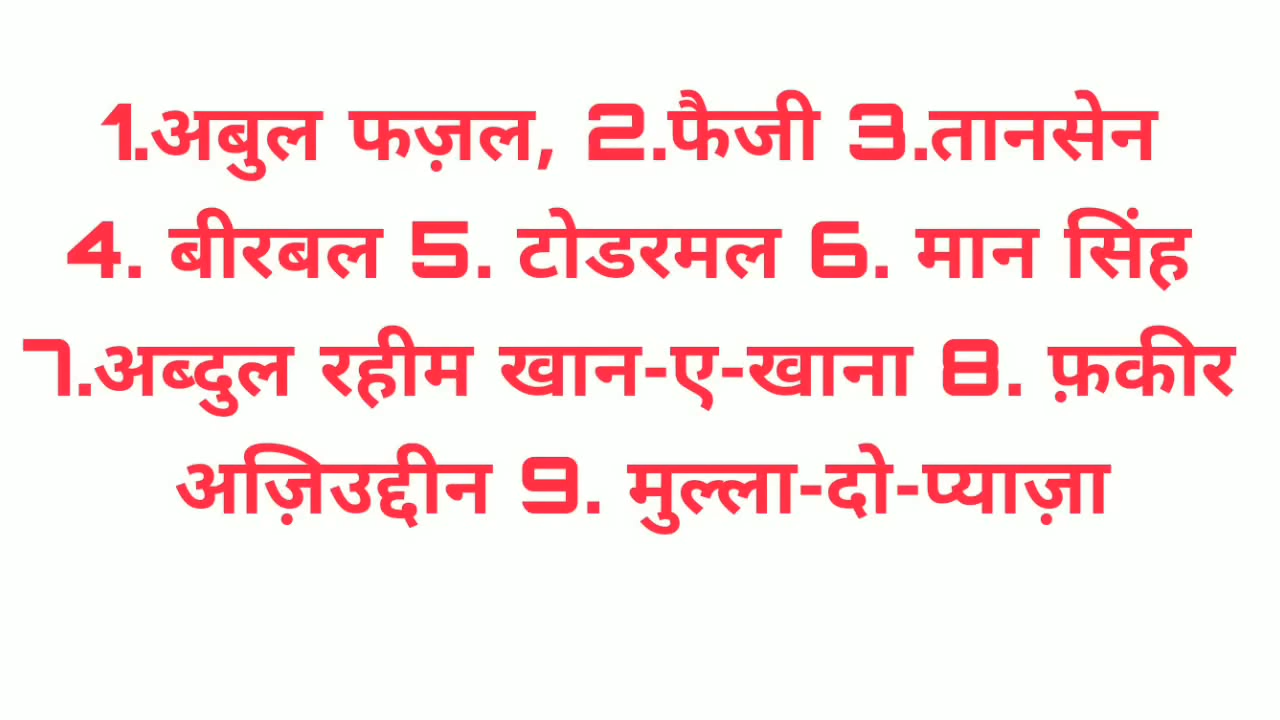 1.अबुल फज़ल, 2.फैजी 3.तानसेन
4. बीरबल 5. टोडरमल 6. मान सिंह
7.अब्दुल रहीम खान-ए-खाना 8. फ़कीर
अज़िउद्दीन 9. मुल्ला-दो-प्याज़ा